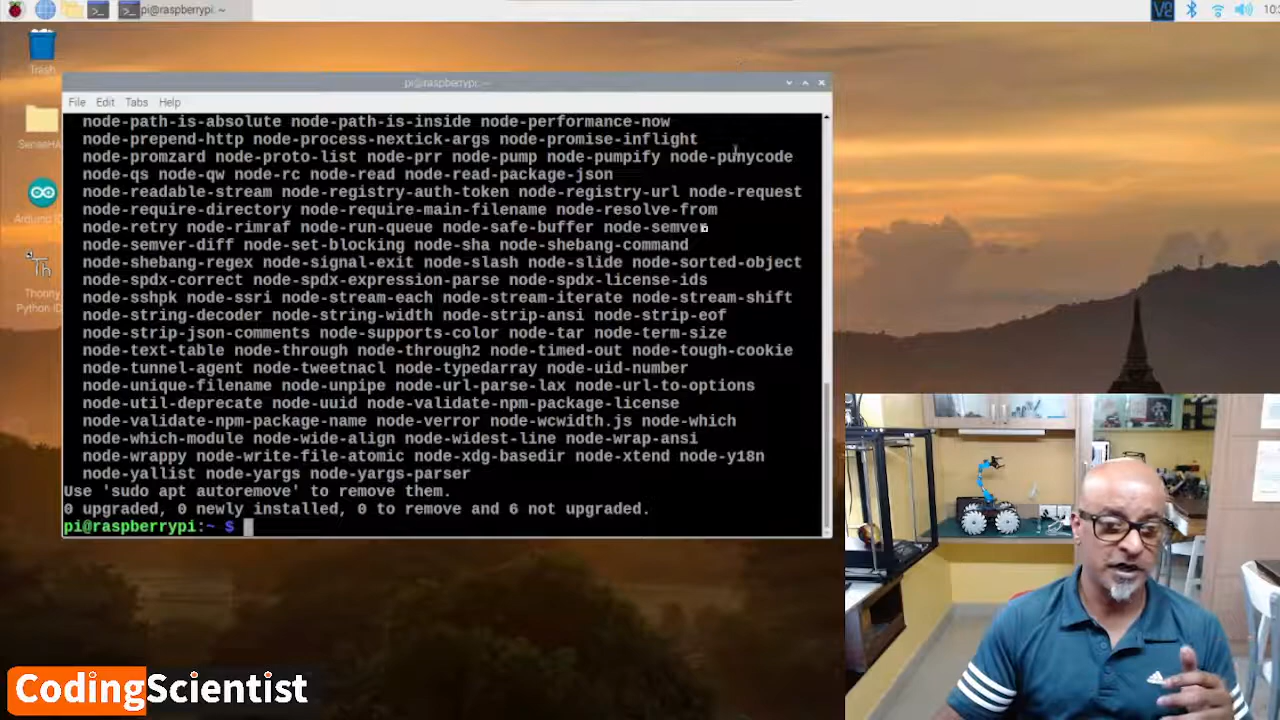 pi@raspberrypi: ~
10:
Trash
pi@raspberrypi: ~
File Edit Tabs Help
SenseHA
Arduino ID
Thonny
Python ID
node-path-is-absolute node-path-is-inside node-performance-now
node-prepend-http node-process-nextick-args node-promise-inflight
node-promzard node-proto-list node-prr node-pump node-pumpify node-punycode
node-qs node-qw node-rc node-read node-read-package-json
node-readable-stream node-registry-auth-token node-registry-url node-request
node-require-directory node-require-main-filename node-resolve-from
node-retry node-rimraf node-run-queue node-safe-buffer node-semver
node-semver-diff node-set-blocking node-sha node-shebang-command
node-shebang-regex node-signal-exit node-slash node-slide node-sorted-object
node-spdx-correct node-spdx-expression-parse node-spdx-license-ids
node-sshpk node-ssri node-stream-each node-stream-iterate node-stream-shift
node-string-decoder node-string-width node-strip-ansi node-strip-eof
node-strip-json-comments node-supports-color node-tar node-term-size
node-text-table node-through node-through2 node-timed-out node-tough-cookie
node-tunnel-agent node-tweetnacl node-typedarray node-uid-number
node-unique-filename node-unpipe node-url-parse-lax node-url-to-options
node-util-deprecate node-uuid node-validate-npm-package-license
node-validate-npm-package-name node-verror node-wcwidth.js node-which
node-which-module node-wide-align node-widest-line node-wrap-ansi
node-wrappy node-write-file-atomic node-xdg-basedir node-xtend node-y18n
node-yallist node-yargs node-yargs-parser
Use 'sudo apt autoremove' to remove them.
0 upgraded, 0 newly installed, 0 to remove and 6 not upgraded.
pi@raspberrypi:~ $
CodingScientist